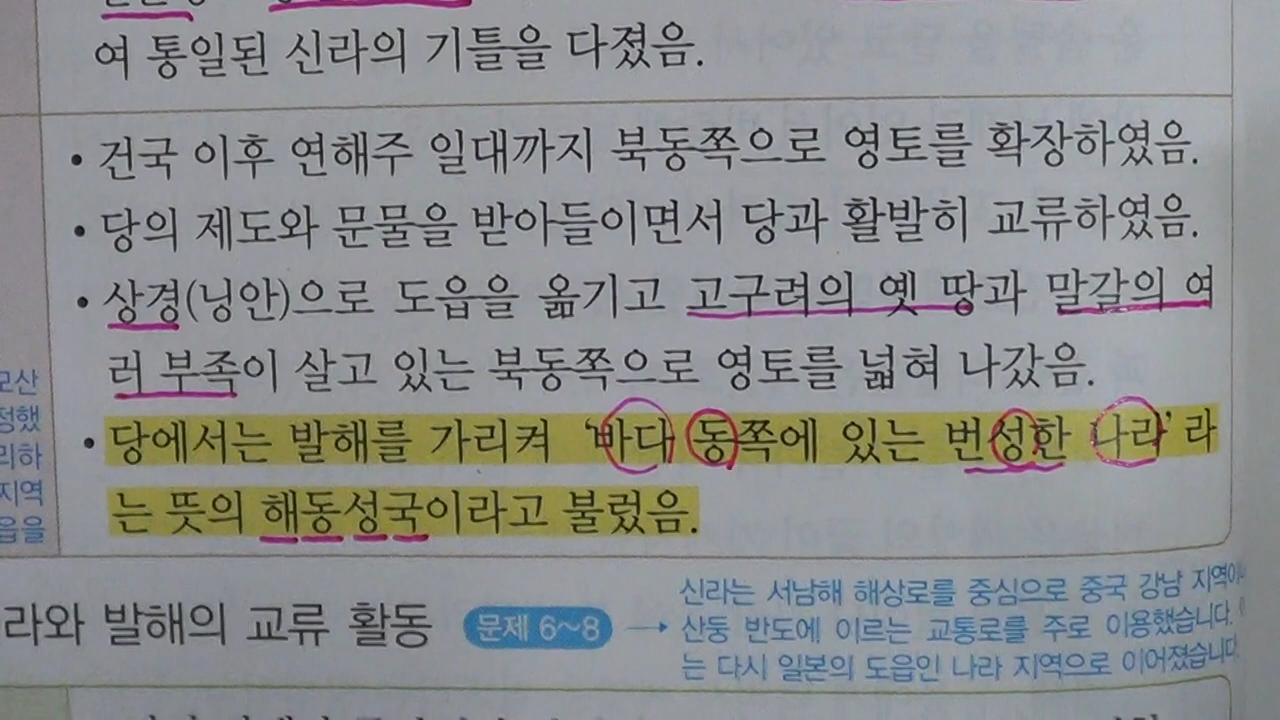 여 통일된 신라의 기틀을 다졌음.
• 건국 이후 연해주 일대까지 북동쪽으로 영토를 확장하였음.
• 당의 제도와 문물을 받아들이면서 당과 활발히 교류하였음.
• 상경(닝안)으로 도읍을 옮기고 고구려의 옛 땅과 말갈의 여
러 부족이 살고 있는 북동쪽으로 영토를 넓혀 나갔음.
• 당에서는 발해를 가리켜 '바다 동쪽에 있는 번성한 나라'라
는 뜻의 해동성국이라고 불렀음.
모산
정했
리하
지역
읍을
라와 발해의 교류 활동 문제 6~8
신라는 서남해 해상로를 중심으로 중국 강남 지역이
산둥 반도에 이르는 교통로를 주로 이용했습니다.
는 다시 일본의 도읍인 나라 지역으로 이어졌습니다